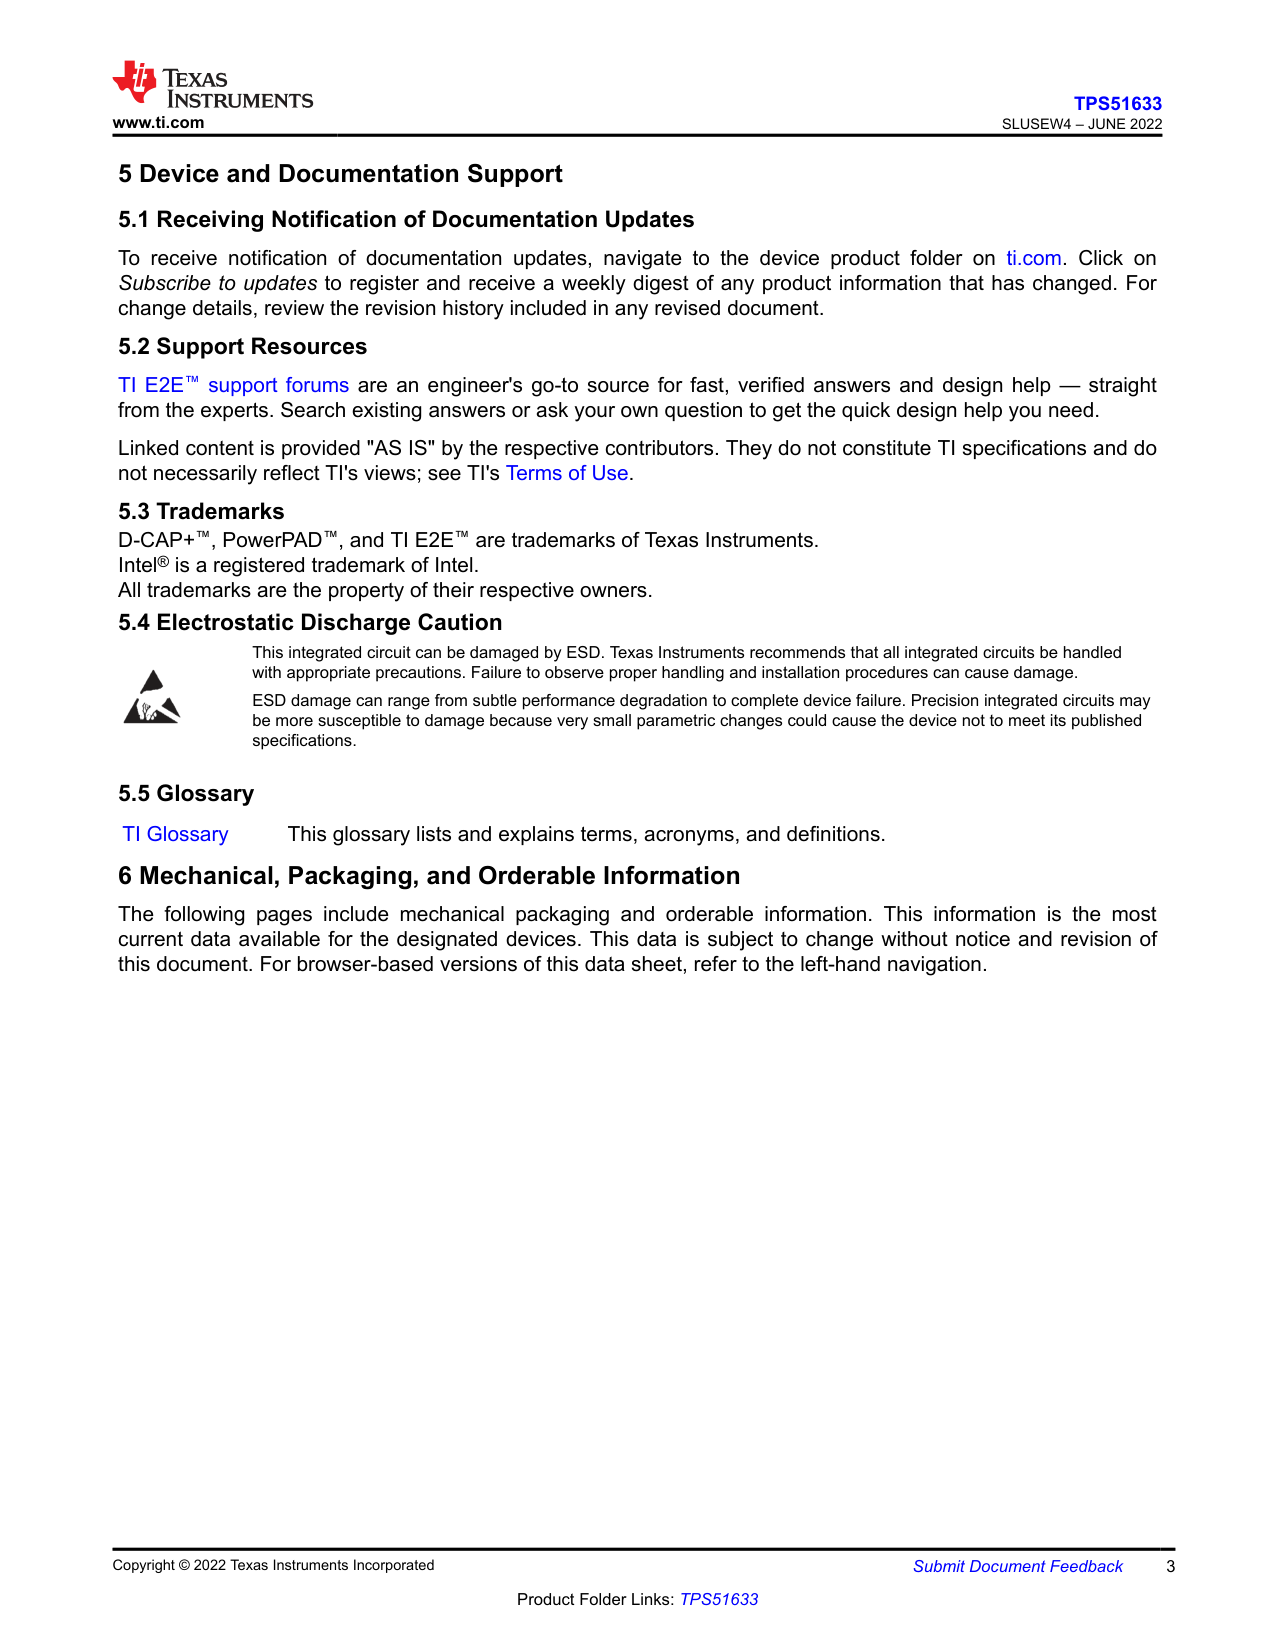 TEXAS
INSTRUMENTS
www.ti.com
TPS51633
SLUSEW4 – JUNE 2022
5 Device and Documentation Support
5.1 Receiving Notification of Documentation Updates
To receive notification of documentation updates, navigate to the device product folder on ti.com. Click on
Subscribe to updates to register and receive a weekly digest of any product information that has changed. For
change details, review the revision history included in any revised document.
5.2 Support Resources
TI E2E™ support forums are an engineer's go-to source for fast, verified answers and design help — straight
from the experts. Search existing answers or ask your own question to get the quick design help you need.
Linked content is provided "AS IS" by the respective contributors. They do not constitute TI specifications and do
not necessarily reflect TI's views; see TI's Terms of Use.
5.3 Trademarks
D-CAP+™, PowerPAD™, and TI E2E™ are trademarks of Texas Instruments.
Intel® is a registered trademark of Intel.
All trademarks are the property of their respective owners.
5.4 Electrostatic Discharge Caution
This integrated circuit can be damaged by ESD. Texas Instruments recommends that all integrated circuits be handled
with appropriate precautions. Failure to observe proper handling and installation procedures can cause damage.
ESD damage can range from subtle performance degradation to complete device failure. Precision integrated circuits may
be more susceptible to damage because very small parametric changes could cause the device not to meet its published
specifications.
5.5 Glossary
TI Glossary This glossary lists and explains terms, acronyms, and definitions.
6 Mechanical, Packaging, and Orderable Information
The following pages include mechanical packaging and orderable information. This information is the most
current data available for the designated devices. This data is subject to change without notice and revision of
this document. For browser-based versions of this data sheet, refer to the left-hand navigation.
Copyright © 2022 Texas Instruments Incorporated
Submit Document Feedback 3
Product Folder Links: TPS51633